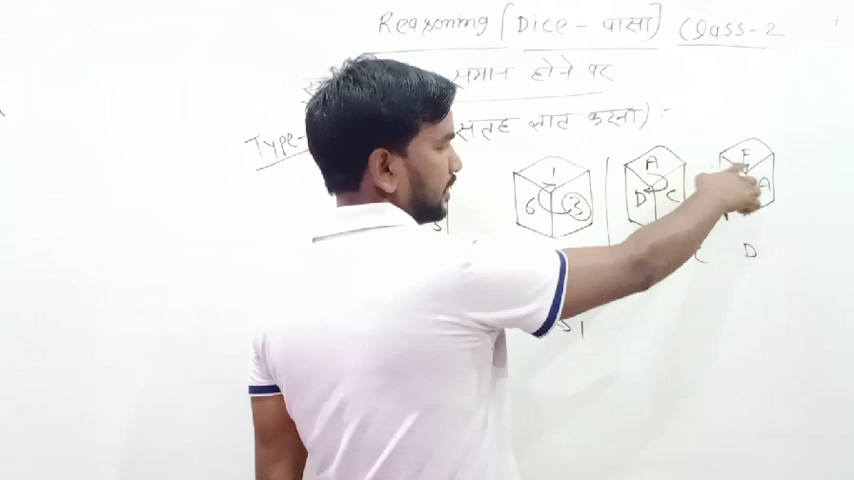 Reasoning (Dice - पासा) Class-2
समान होने पर
Type- सतह ज्ञात करना) :-
1
6 3
A
D C
E
A
D